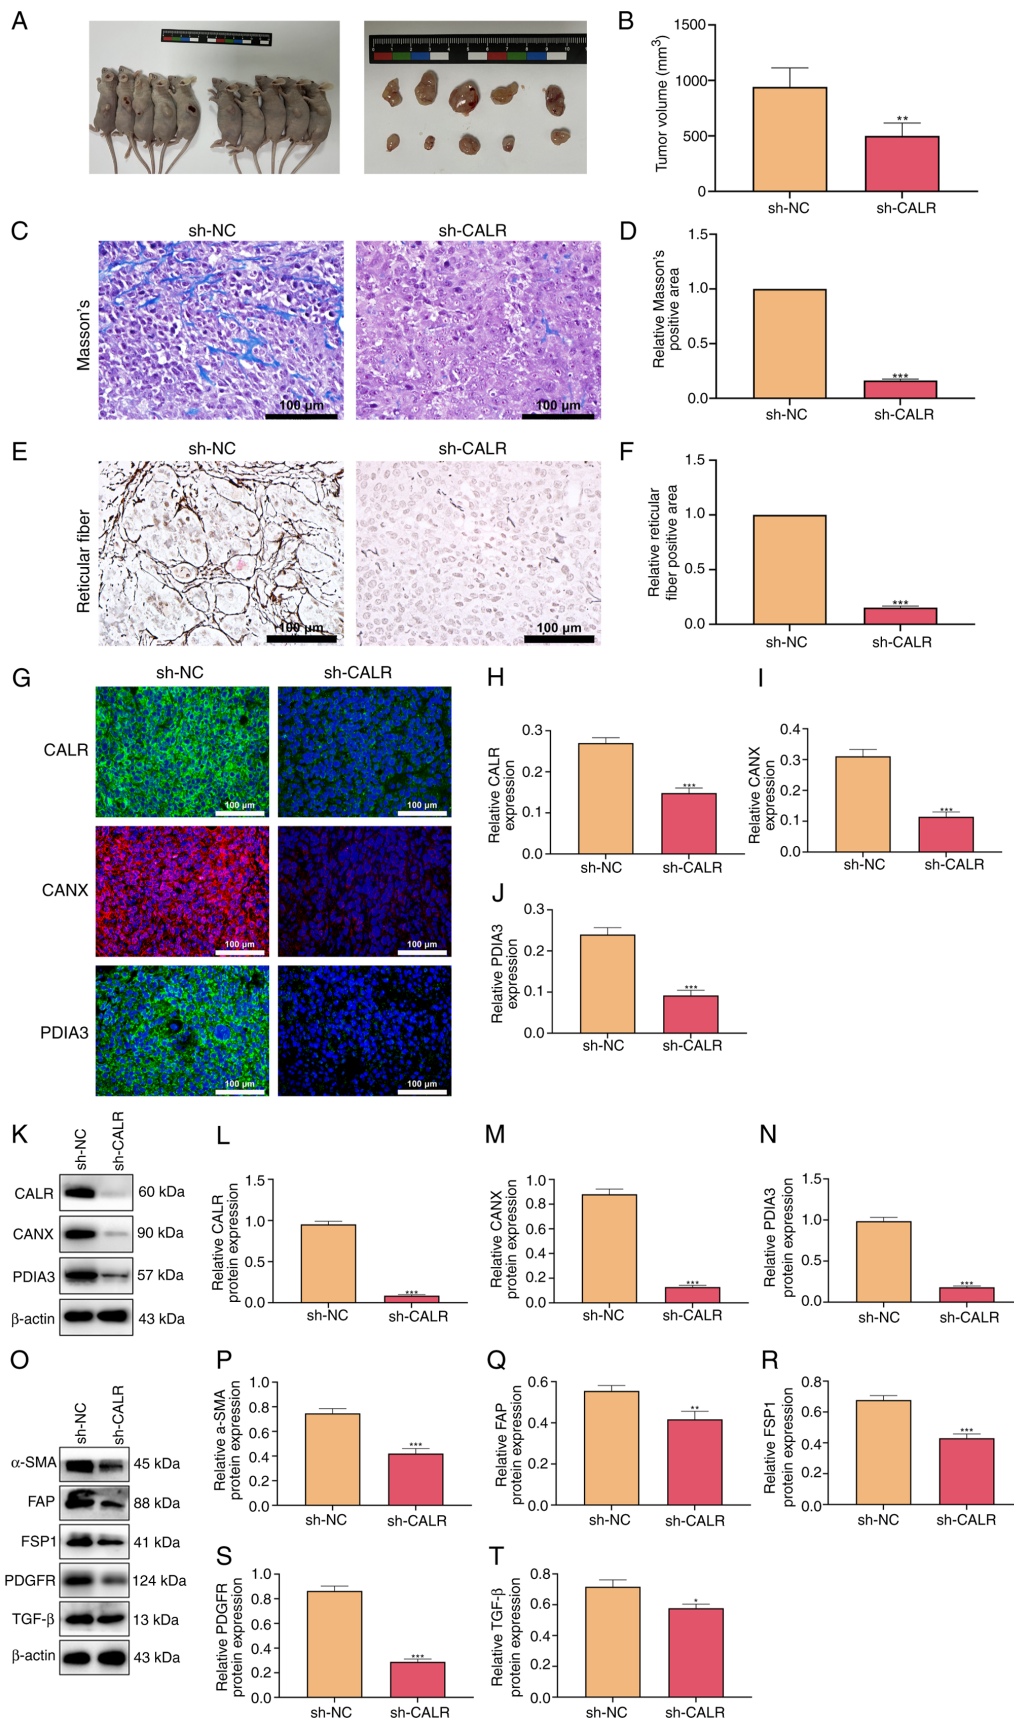 A
B
Tumor volume (mm³)
1500
1000
500
0
**
sh-NC
sh-CALR
C
sh-NC
sh-CALR
Masson's
100 µm
100 µm
D
Relative Masson's
positive area
1.5
1.0
0.5
0.0
***
sh-NC
sh-CALR
E
sh-NC
sh-CALR
Reticular fiber
100 µm
100 µm
F
Relative reticular
fiber positive area
1.5
1.0
0.5
0.0
***
sh-NC
sh-CALR
G
sh-NC
sh-CALR
CALR
100 µm
100 µm
CANX
100 µm
100 µm
PDIA3
100 µm
100 µm
H
Relative CALR
expression
0.3
0.2
0.1
0.0
***
sh-NC
sh-CALR
I
Relative CANX
expression
0.4
0.3
0.2
0.1
0.0
***
sh-NC
sh-CALR
J
Relative PDIA3
expression
0.3
0.2
0.1
0.0
***
sh-NC
sh-CALR
K
sh-NC
sh-CALR
CALR 60 kDa
CANX 90 kDa
PDIA3 57 kDa
β-actin 43 kDa
L
Relative CALR
protein expression
1.5
1.0
0.5
0.0
***
sh-NC
sh-CALR
M
Relative CANX
protein expression
1.0
0.8
0.6
0.4
0.2
0.0
***
sh-NC
sh-CALR
N
Relative PDIA3
protein expression
1.5
1.0
0.5
0.0
***
sh-NC
sh-CALR
O
sh-NC
sh-CALR
α-SMA 45 kDa
FAP 88 kDa
FSP1 41 kDa
PDGFR 124 kDa
TGF-β 13 kDa
β-actin 43 kDa
P
Relative a-SMA
protein expression
1.0
0.8
0.6
0.4
0.2
0.0
***
sh-NC
sh-CALR
Q
Relative FAP
protein expression
0.6
0.4
0.2
0.0
**
sh-NC
sh-CALR
R
Relative FSP1
protein expression
0.8
0.6
0.4
0.2
0.0
***
sh-NC
sh-CALR
S
Relative PDGFR
protein expression
1.0
0.8
0.6
0.4
0.2
0.0
***
sh-NC
sh-CALR
T
Relative TGF-β
protein expression
0.8
0.6
0.4
0.2
0.0
*
sh-NC
sh-CALR